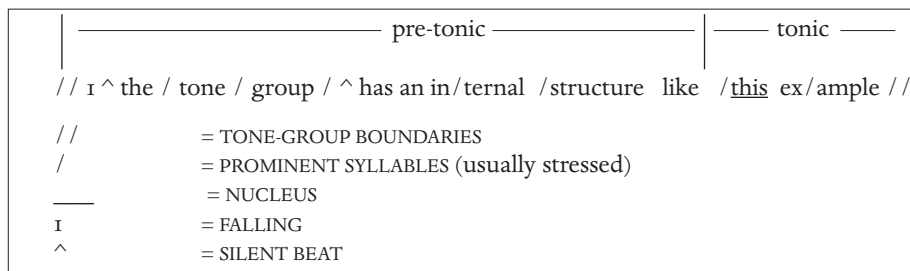 pre-tonic tonic
// 1 ^ the / tone / group / ^ has an in/ternal /structure like /this ex/ample //
// = TONE-GROUP BOUNDARIES
/ = PROMINENT SYLLABLES (usually stressed)
___ = NUCLEUS
1 = FALLING
^ = SILENT BEAT